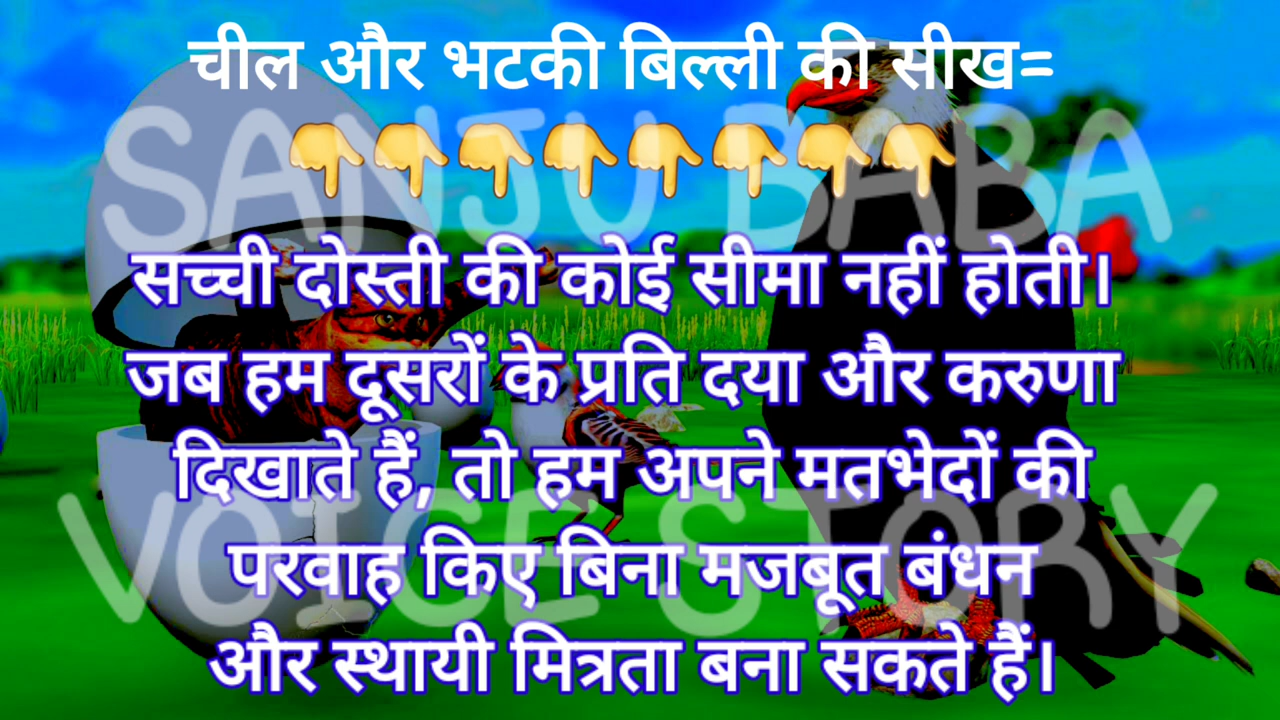 चील और भटकी बिल्ली की सीख=
👇👇👇👇👇👇👇👇
SANJU BABA
सच्ची दोस्ती की कोई सीमा नहीं होती।
जब हम दूसरों के प्रति दया और करुणा
दिखाते हैं, तो हम अपने मतभेदों की
VOICE STORY
परवाह किए बिना मजबूत बंधन
और स्थायी मित्रता बना सकते हैं।